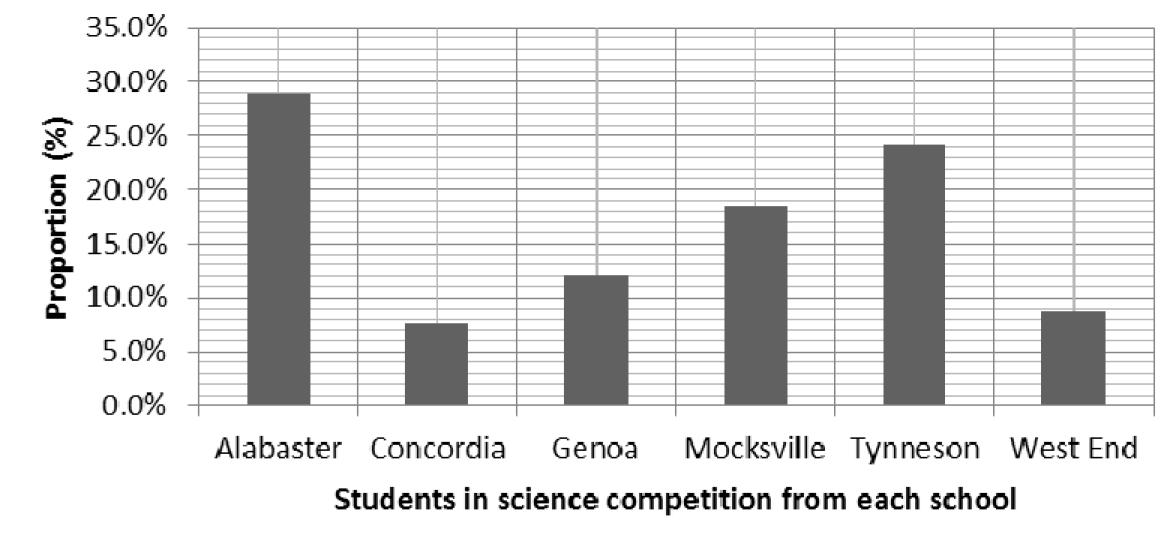 35.0%
30.0%
25.0%
20.0%
15.0%
10.0%
5.0%
0.0%
Proportion (%)
Alabaster Concordia Genoa Mocksville Tynneson West End
Students in science competition from each school